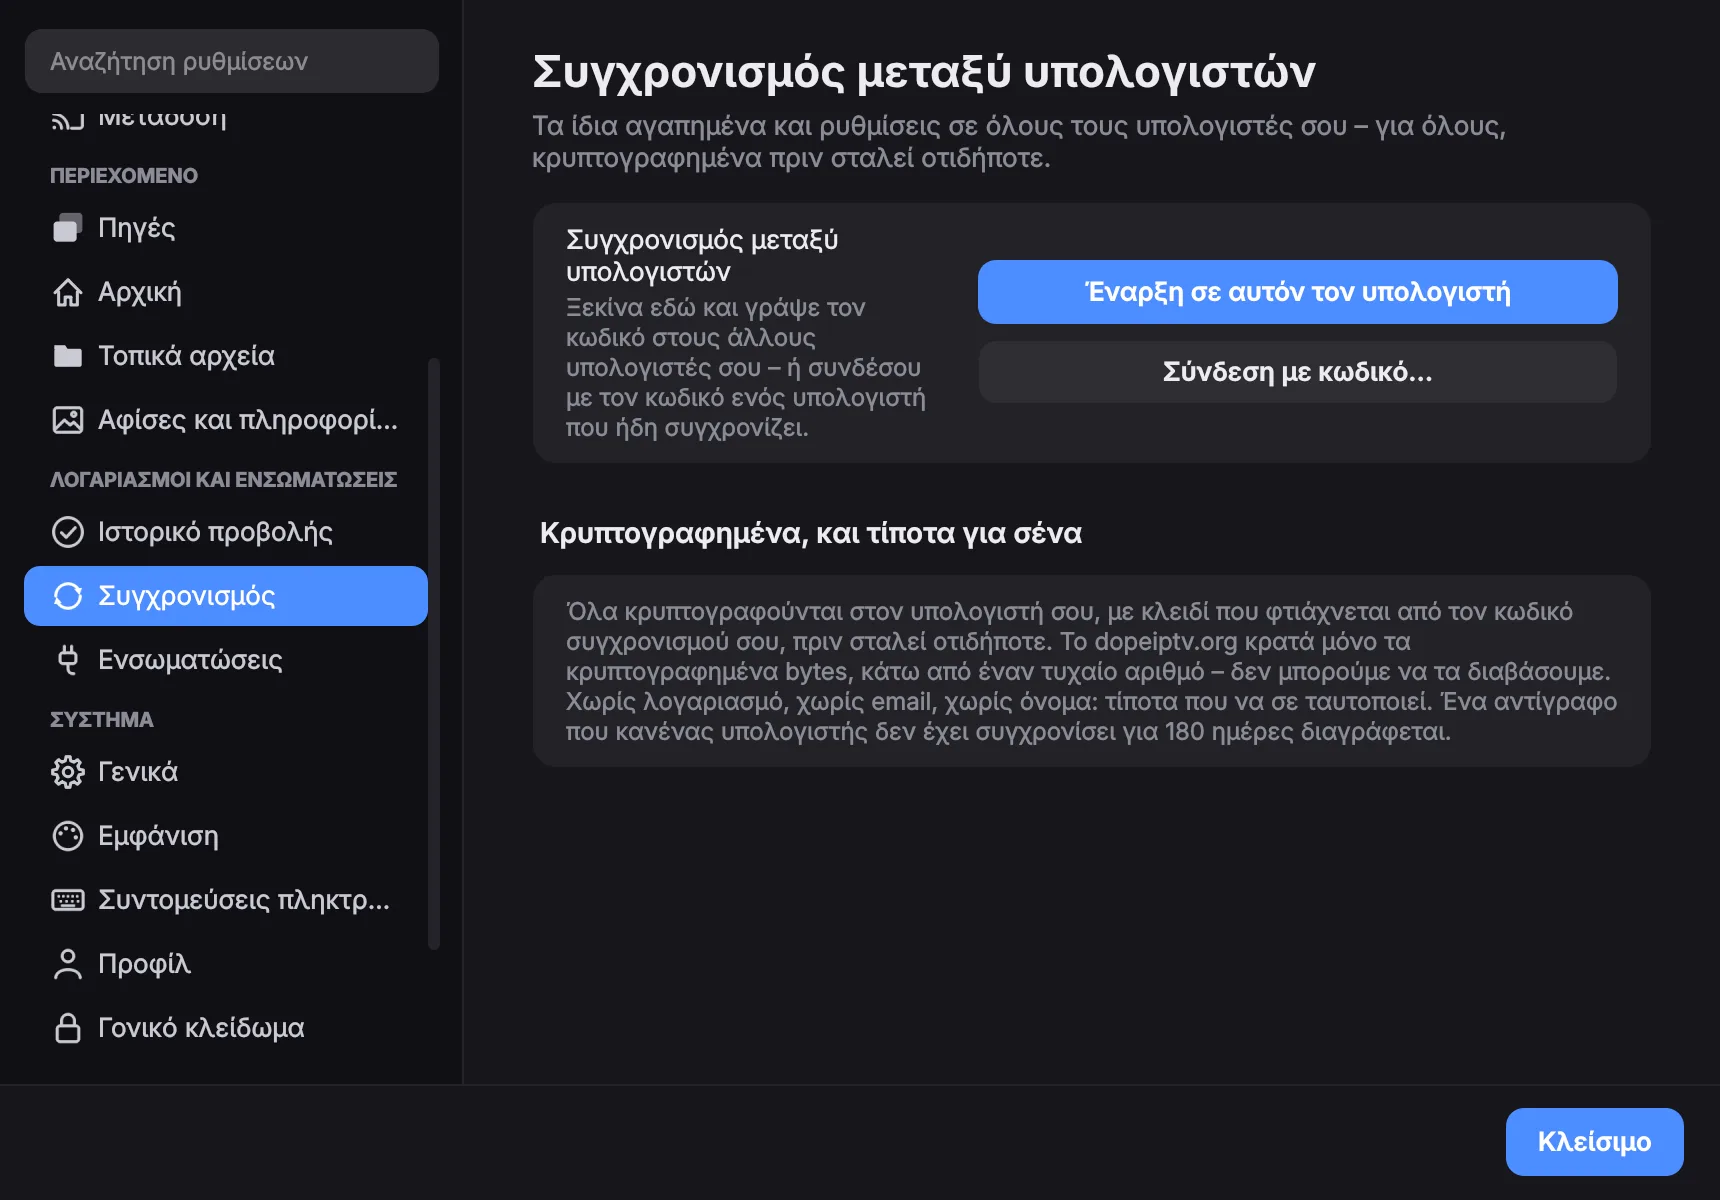 Αναζήτηση ρυθμίσεων
Μετάδοση
ΠΕΡΙΕΧΟΜΕΝΟ
Πηγές
Αρχική
Τοπικά αρχεία
Αφίσες και πληροφορί...
ΛΟΓΑΡΙΑΣΜΟΙ ΚΑΙ ΕΝΣΩΜΑΤΩΣΕΙΣ
Ιστορικό προβολής
Συγχρονισμός
Ενσωματώσεις
ΣΥΣΤΗΜΑ
Γενικά
Εμφάνιση
Συντομεύσεις πληκτρ...
Προφίλ
Γονικό κλείδωμα
Συγχρονισμός μεταξύ υπολογιστών
Τα ίδια αγαπημένα και ρυθμίσεις σε όλους τους υπολογιστές σου – για όλους,
κρυπτογραφημένα πριν σταλεί οτιδήποτε.
Συγχρονισμός μεταξύ
υπολογιστών
Ξεκίνα εδώ και γράψε τον
κωδικό στους άλλους
υπολογιστές σου – ή συνδέσου
με τον κωδικό ενός υπολογιστή
που ήδη συγχρονίζει.
Έναρξη σε αυτόν τον υπολογιστή
Σύνδεση με κωδικό...
Κρυπτογραφημένα, και τίποτα για σένα
Όλα κρυπτογραφούνται στον υπολογιστή σου, με κλειδί που φτιάχνεται από τον κωδικό
συγχρονισμού σου, πριν σταλεί οτιδήποτε. Το dopeiptv.org κρατά μόνο τα
κρυπτογραφημένα bytes, κάτω από έναν τυχαίο αριθμό – δεν μπορούμε να τα διαβάσουμε.
Χωρίς λογαριασμό, χωρίς email, χωρίς όνομα: τίποτα που να σε ταυτοποιεί. Ένα αντίγραφο
που κανένας υπολογιστής δεν έχει συγχρονίσει για 180 ημέρες διαγράφεται.
Κλείσιμο